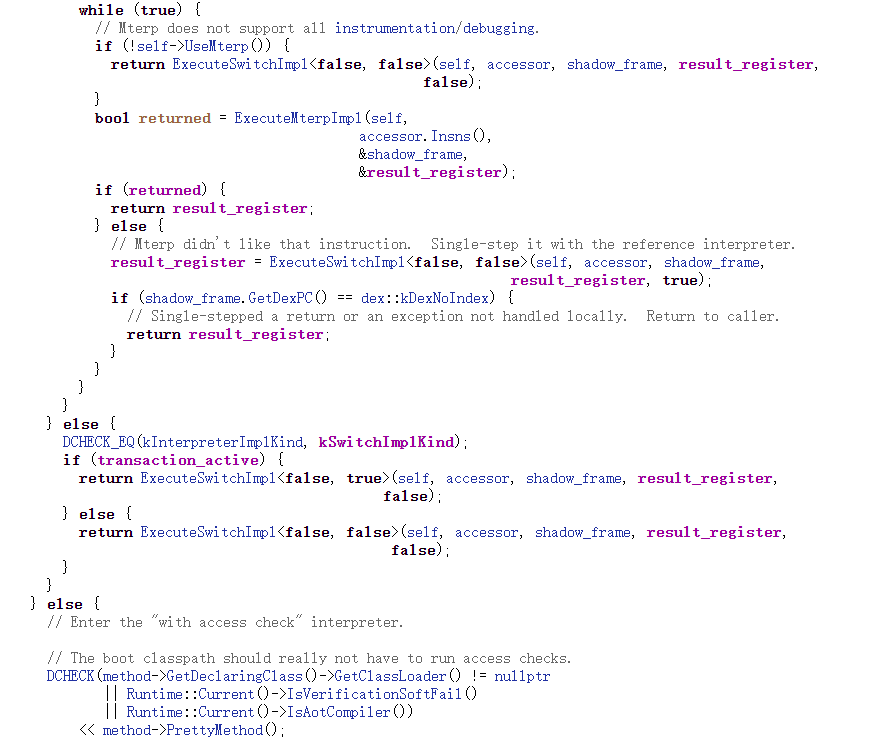 while (true) {
// Mterp does not support all instrumentation/debugging.
if (!self->UseMterp()) {
return ExecuteSwitchImpl<false, false>(self, accessor, shadow_frame, result_register,
false);
}
bool returned = ExecuteMterpImpl(self,
accessor.Insns(),
&shadow_frame,
&result_register);
if (returned) {
return result_register;
} else {
// Mterp didn't like that instruction.  Single-step it with the reference interpreter.
result_register = ExecuteSwitchImpl<false, false>(self, accessor, shadow_frame,
result_register, true);
if (shadow_frame.GetDexPC() == dex::kDexNoIndex) {
// Single-stepped a return or an exception not handled locally.  Return to caller.
return result_register;
}
}
}
}
} else {
DCHECK_EQ(kInterpreterImplKind, kSwitchImplKind);
if (transaction_active) {
return ExecuteSwitchImpl<false, true>(self, accessor, shadow_frame, result_register,
false);
} else {
return ExecuteSwitchImpl<false, false>(self, accessor, shadow_frame, result_register,
false);
}
}
} else {
// Enter the "with access check" interpreter.
// The boot classpath should really not have to run access checks.
DCHECK(method->GetDeclaringClass()->GetClassLoader() != nullptr
|| Runtime::Current()->IsVerificationSoftFail()
|| Runtime::Current()->IsAotCompiler())
<< method->PrettyMethod();